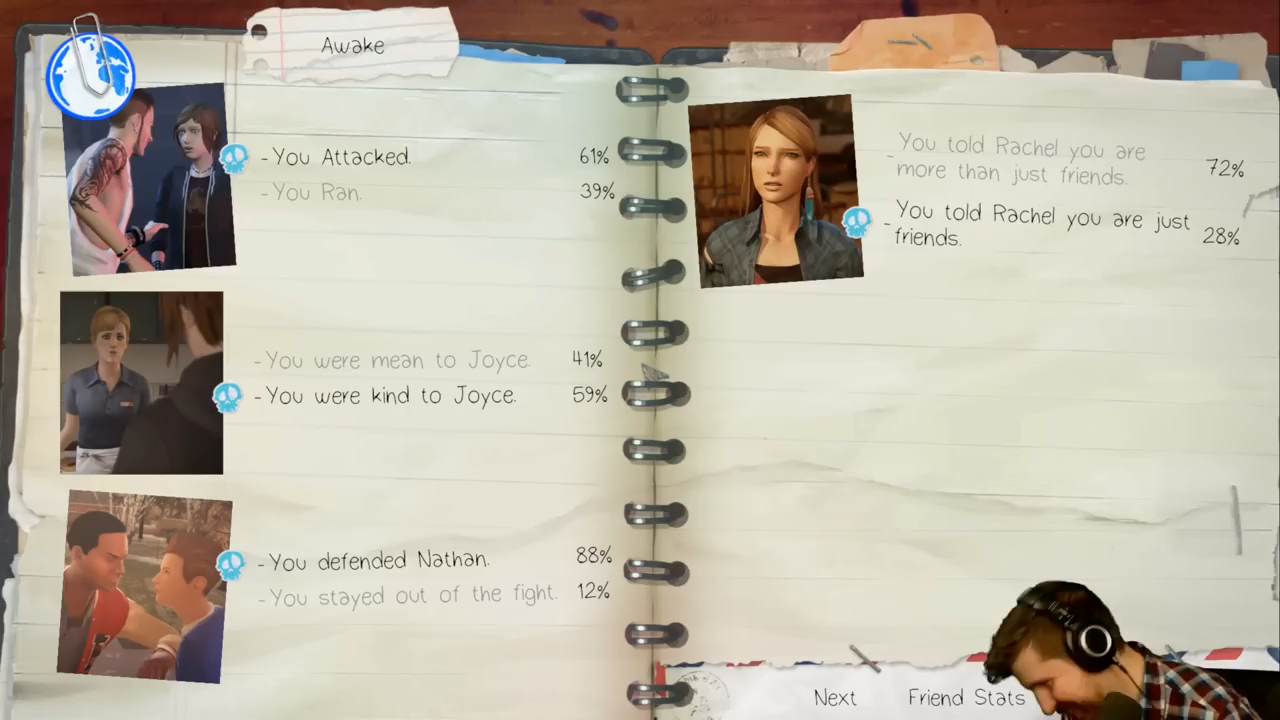 Awake
-You Attacked. 61%
-You Ran. 39%
-You were mean to Joyce. 41%
-You were kind to Joyce. 59%
-You defended Nathan. 88%
-You stayed out of the fight. 12%
-You told Rachel you are
more than just friends. 72%
-You told Rachel you are just
friends. 28%
Next Friend Stats